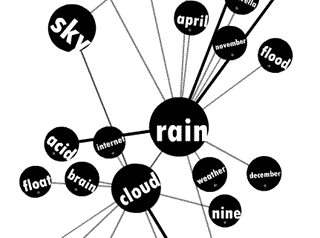 april
sky
november
flood
rain
acid
internet
float
brain
cloud
weather
december
nine